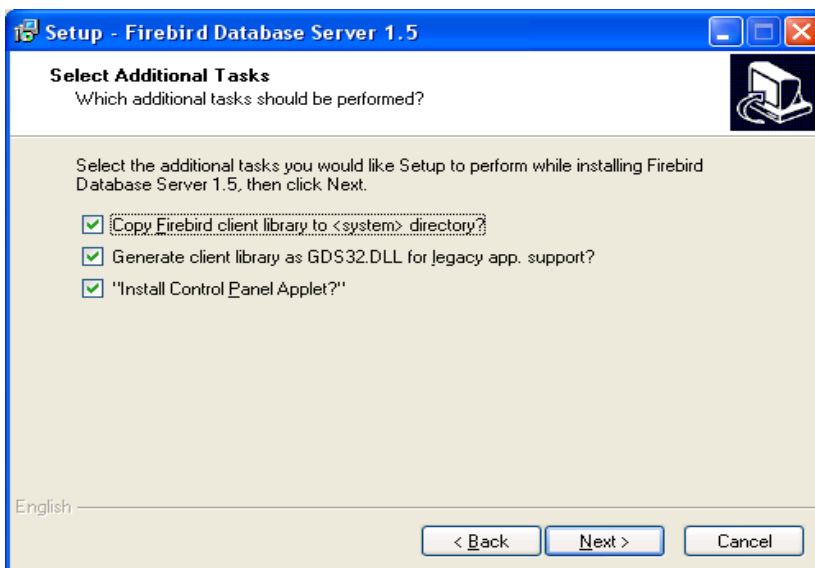 Setup - Firebird Database Server 1.5
Select Additional Tasks
Which additional tasks should be performed?
Select the additional tasks you would like Setup to perform while installing Firebird
Database Server 1.5, then click Next.
Copy Firebird client library to <system> directory?
Generate client library as GDS32.DLL for legacy app. support?
"Install Control Panel Applet?"
English
< Back
Next >
Cancel